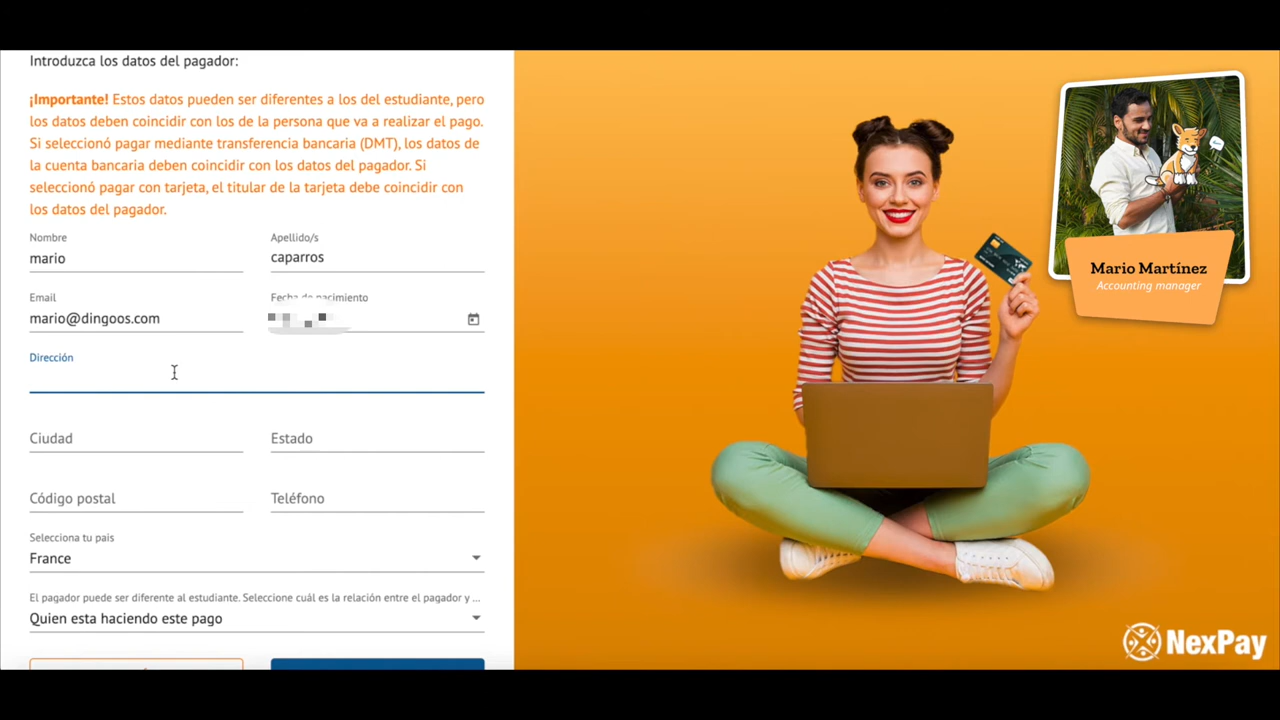 Introduzca los datos del pagador:
¡Importante! Estos datos pueden ser diferentes a los del estudiante, pero
los datos deben coincidir con los de la persona que va a realizar el pago.
Si seleccionó pagar mediante transferencia bancaria (DMT), los datos de
la cuenta bancaria deben coincidir con los datos del pagador. Si
seleccionó pagar con tarjeta, el titular de la tarjeta debe coincidir con
los datos del pagador.
Nombre
mario
Apellido/s
caparros
Email
mario@dingoos.com
Fecha de nacimiento
Dirección
Ciudad
Estado
Código postal
Teléfono
Selecciona tu pais
France
El pagador puede ser diferente al estudiante. Seleccione cuál es la relación entre el pagador y ...
Quien esta haciendo este pago
Mario Martínez
Accounting manager
NexPay